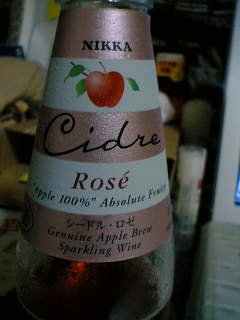 NIKKA
Cidre
Rosé
"Apple 100%" Absolute Fruity
シードル・ロゼ
Genuine Apple Brew
Sparkling Wine